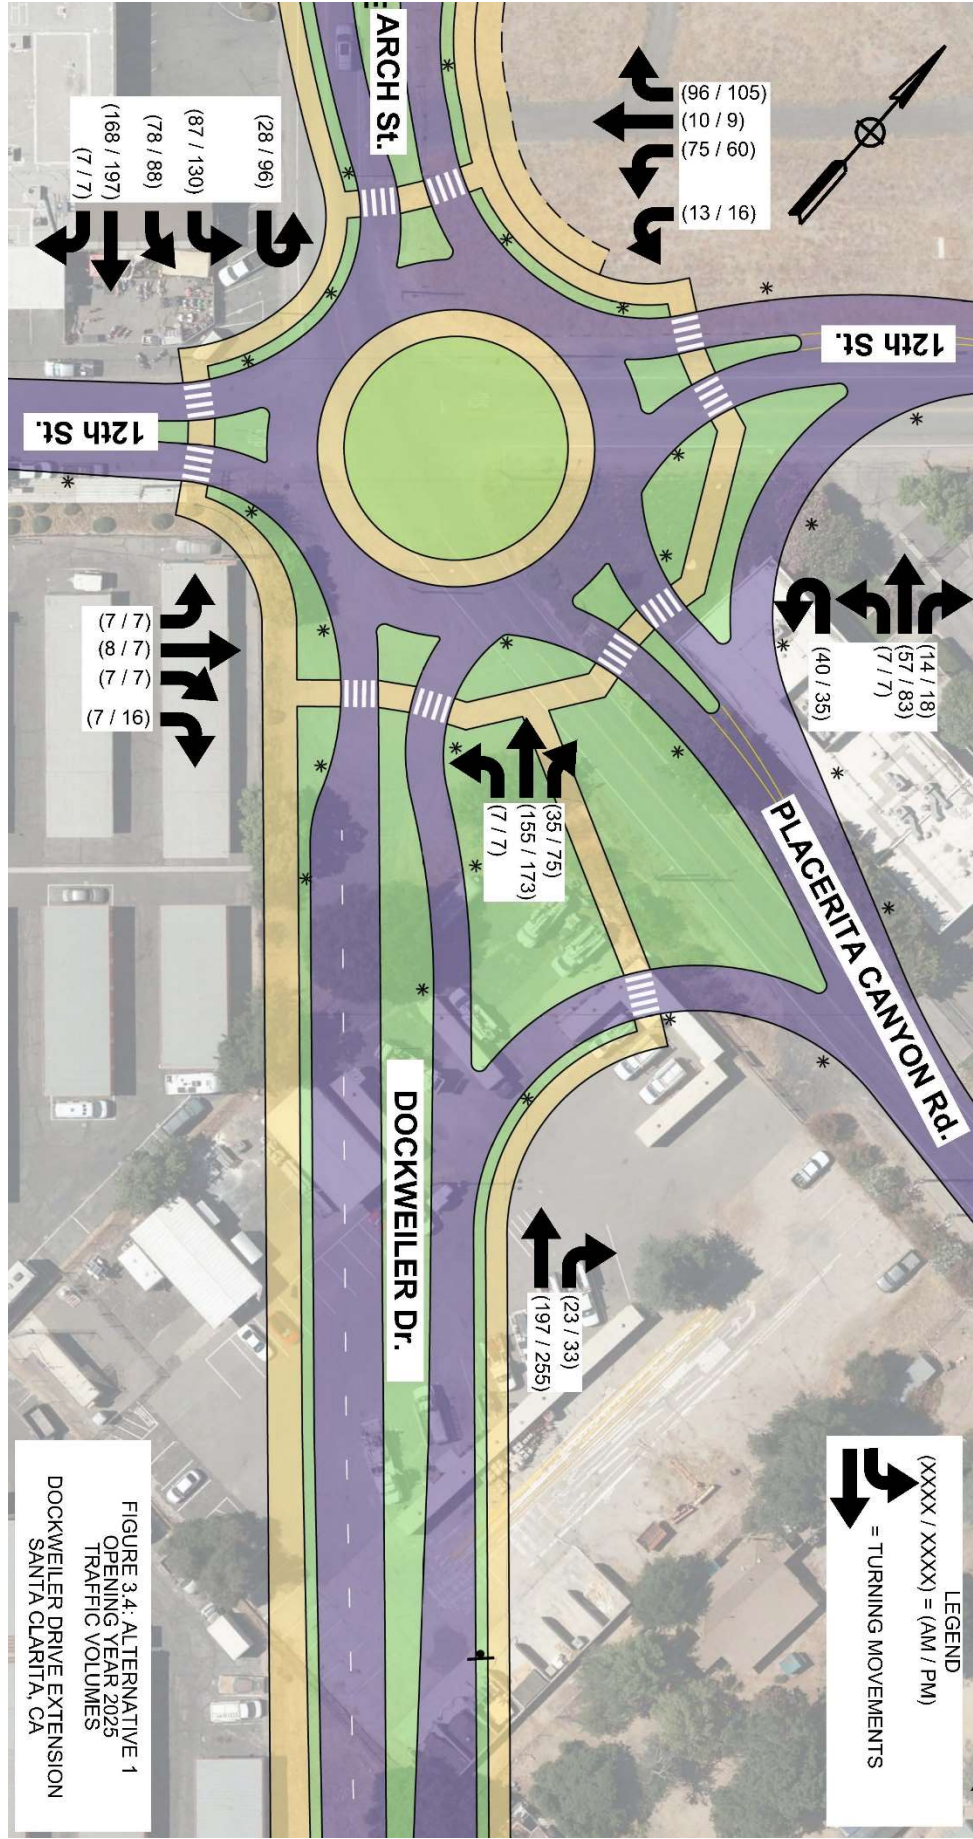 E ARCH St.
(96 / 105)
(10 / 9)
(75 / 60)
(13 / 16)
(28 / 96)
(87 / 130)
(78 / 88)
(168 / 197)
(7 / 7)
12th St.
12th St.
(14 / 18)
(57 / 83)
(7 / 7)
(40 / 35)
(7 / 7)
(8 / 7)
(7 / 7)
(7 / 16)
(35 / 75)
(155 / 173)
(7 / 7)
PLACERITA CANYON Rd.
DOCKWEILER Dr.
(23 / 33)
(197 / 255)
LEGEND
(XXXX / XXXX) = (AM / PM)
= TURNING MOVEMENTS
FIGURE 3.4: ALTERNATIVE 1
OPENING YEAR 2025
TRAFFIC VOLUMES
DOCKWEILER DRIVE EXTENSION
SANTA CLARITA, CA